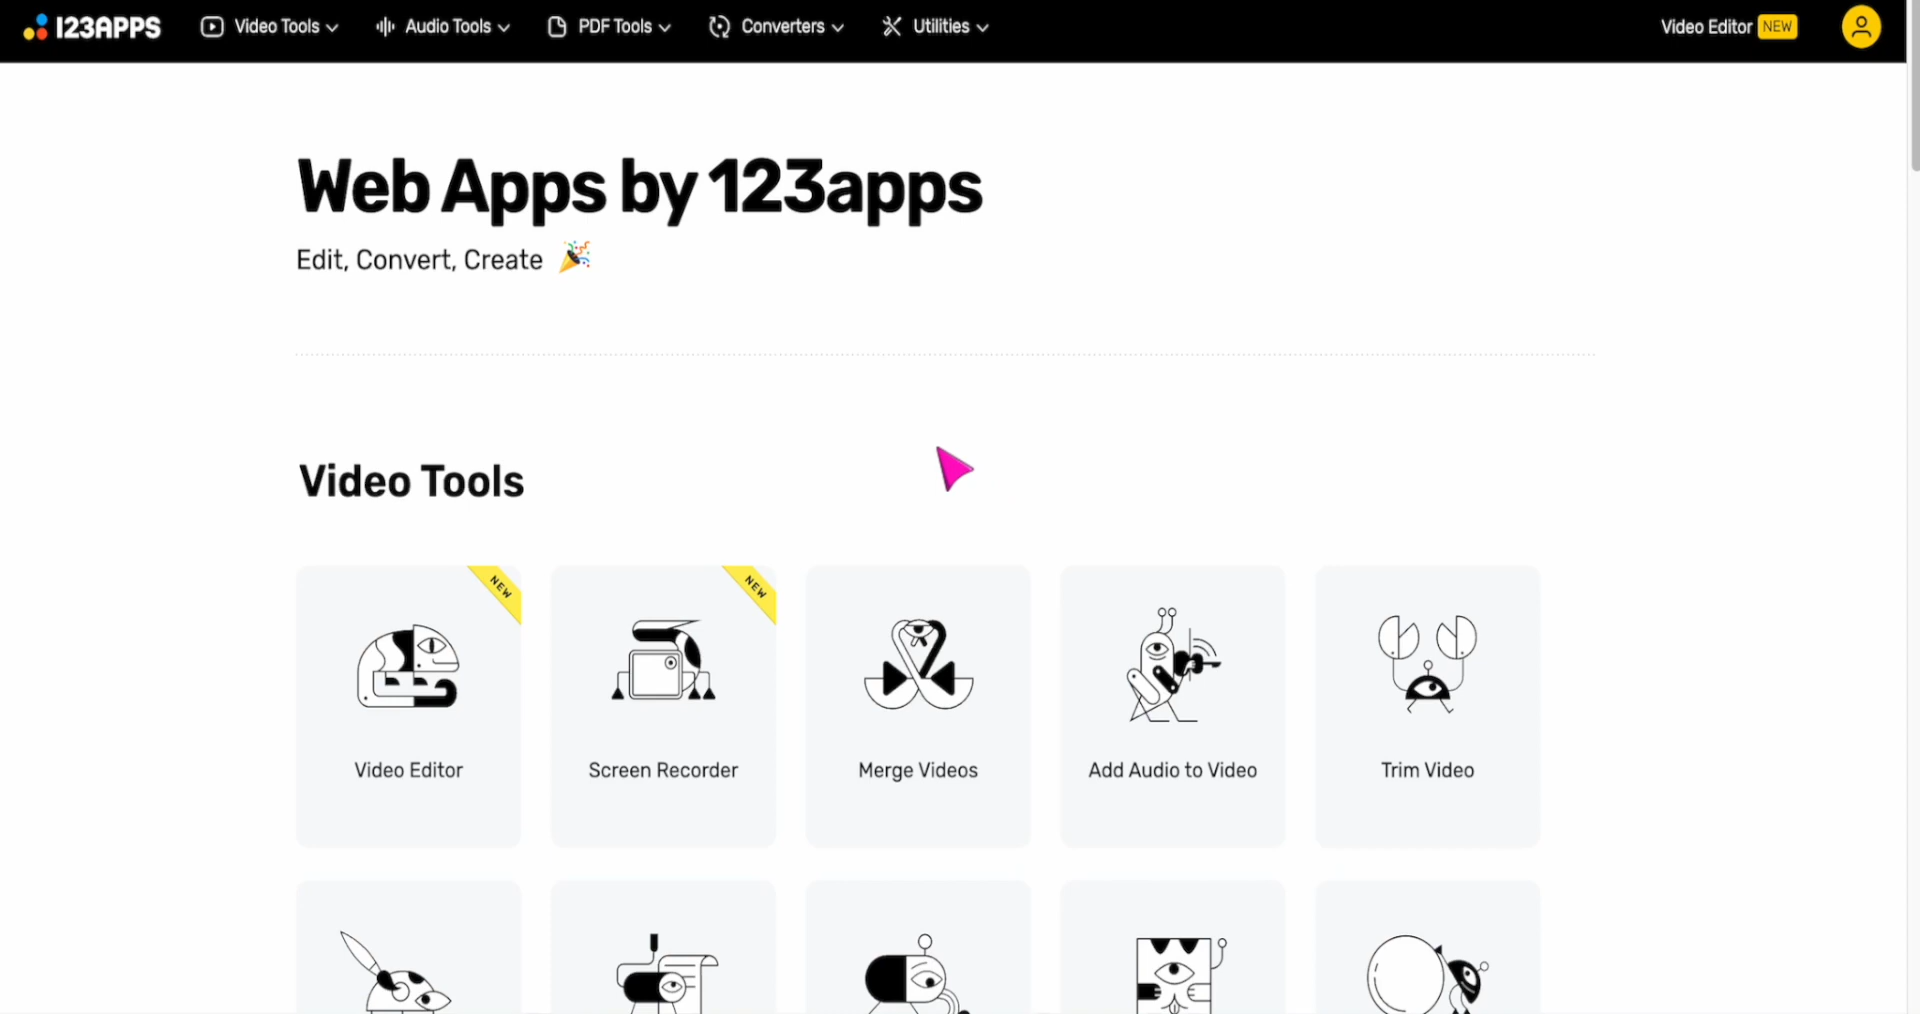 123APPS
Video Tools
Audio Tools
PDF Tools
Converters
Utilities
Video Editor NEW
Web Apps by 123apps
Edit, Convert, Create
Video Tools
NEW
NEW
Video Editor
Screen Recorder
Merge Videos
Add Audio to Video
Trim Video